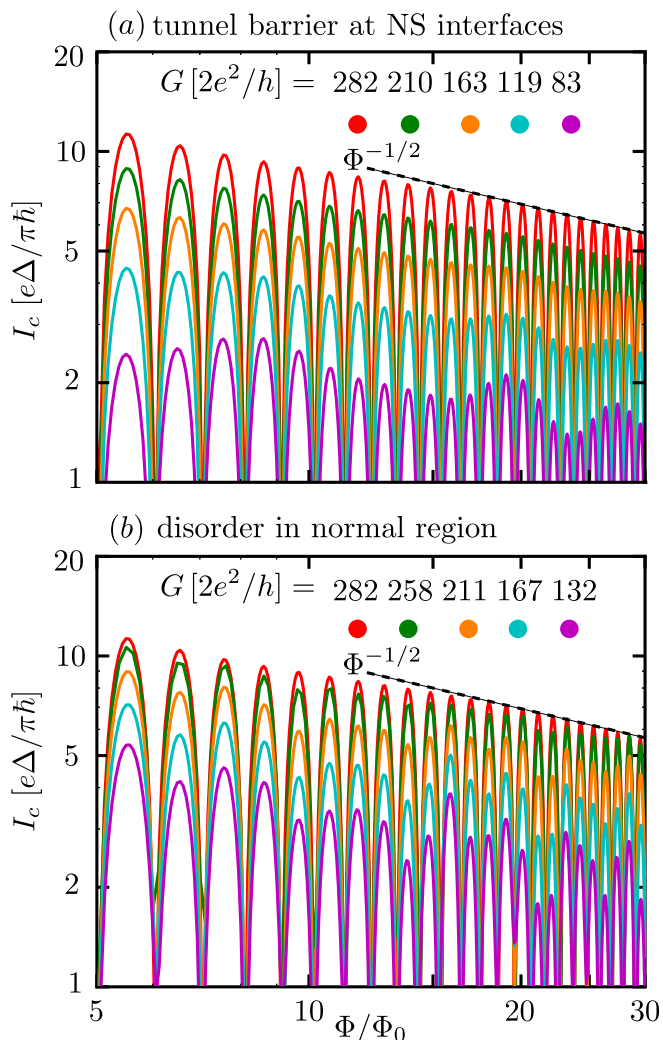 (a) tunnel barrier at NS interfaces
20
G [2e²/h] = 282 210 163 119 83
10
Φ⁻¹/²
5
I_c [eΔ/πℏ]
2
1
(b) disorder in normal region
20
G [2e²/h] = 282 258 211 167 132
10
Φ⁻¹/²
5
I_c [eΔ/πℏ]
2
1
5 10 20 30
Φ/Φ₀